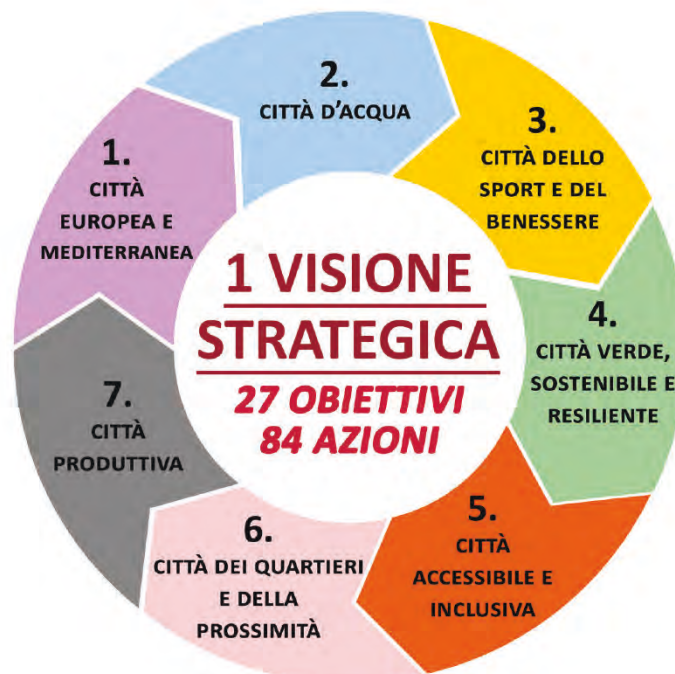 1 VISIONE
STRATEGICA
27 OBIETTIVI
84 AZIONI
1.
CITTÀ
EUROPEA E
MEDITERRANEA
2.
CITTÀ D'ACQUA
3.
CITTÀ DELLO
SPORT E DEL
BENESSERE
4.
CITTÀ VERDE,
SOSTENIBILE E
RESILIENTE
5.
CITTÀ
ACCESSIBILE E
INCLUSIVA
6.
CITTÀ DEI QUARTIERI
E DELLA
PROSSIMITÀ
7.
CITTÀ
PRODUTTIVA